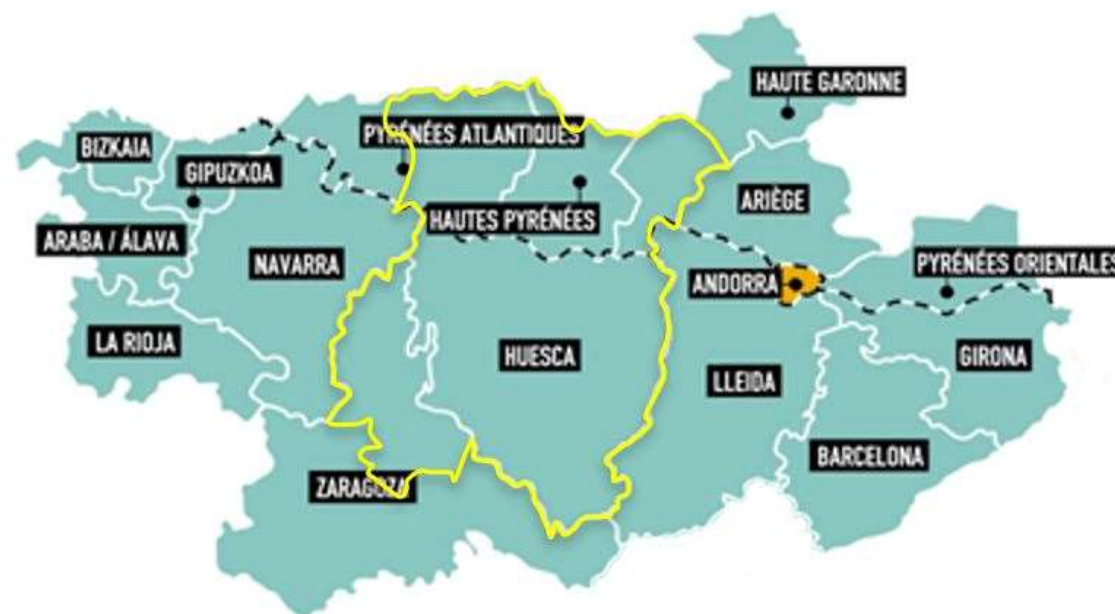 HAUTE GARONNE
PYRÉNÉES ATLANTIQUES
BIZKAIA
GIPUZKOA
ARIÈGE
HAUTES PYRÉNÉES
ARABA / ÁLAVA
NAVARRA
PYRÉNÉES ORIENTALES
ANDORRA
LA RIOJA
HUESCA
GIRONA
LLEIDA
BARCELONA
ZARAGOZA